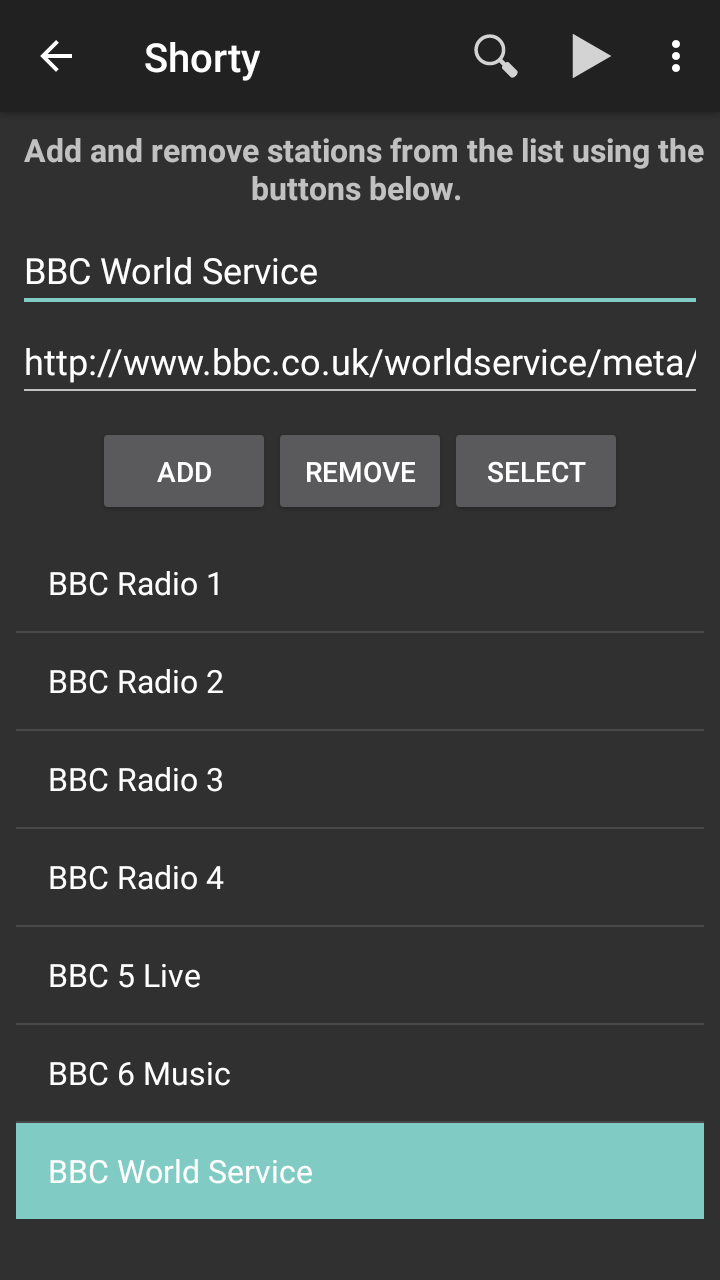 Shorty
Add and remove stations from the list using the
buttons below.
BBC World Service
http://www.bbc.co.uk/worldservice/meta/
ADD REMOVE SELECT
BBC Radio 1
BBC Radio 2
BBC Radio 3
BBC Radio 4
BBC 5 Live
BBC 6 Music
BBC World Service